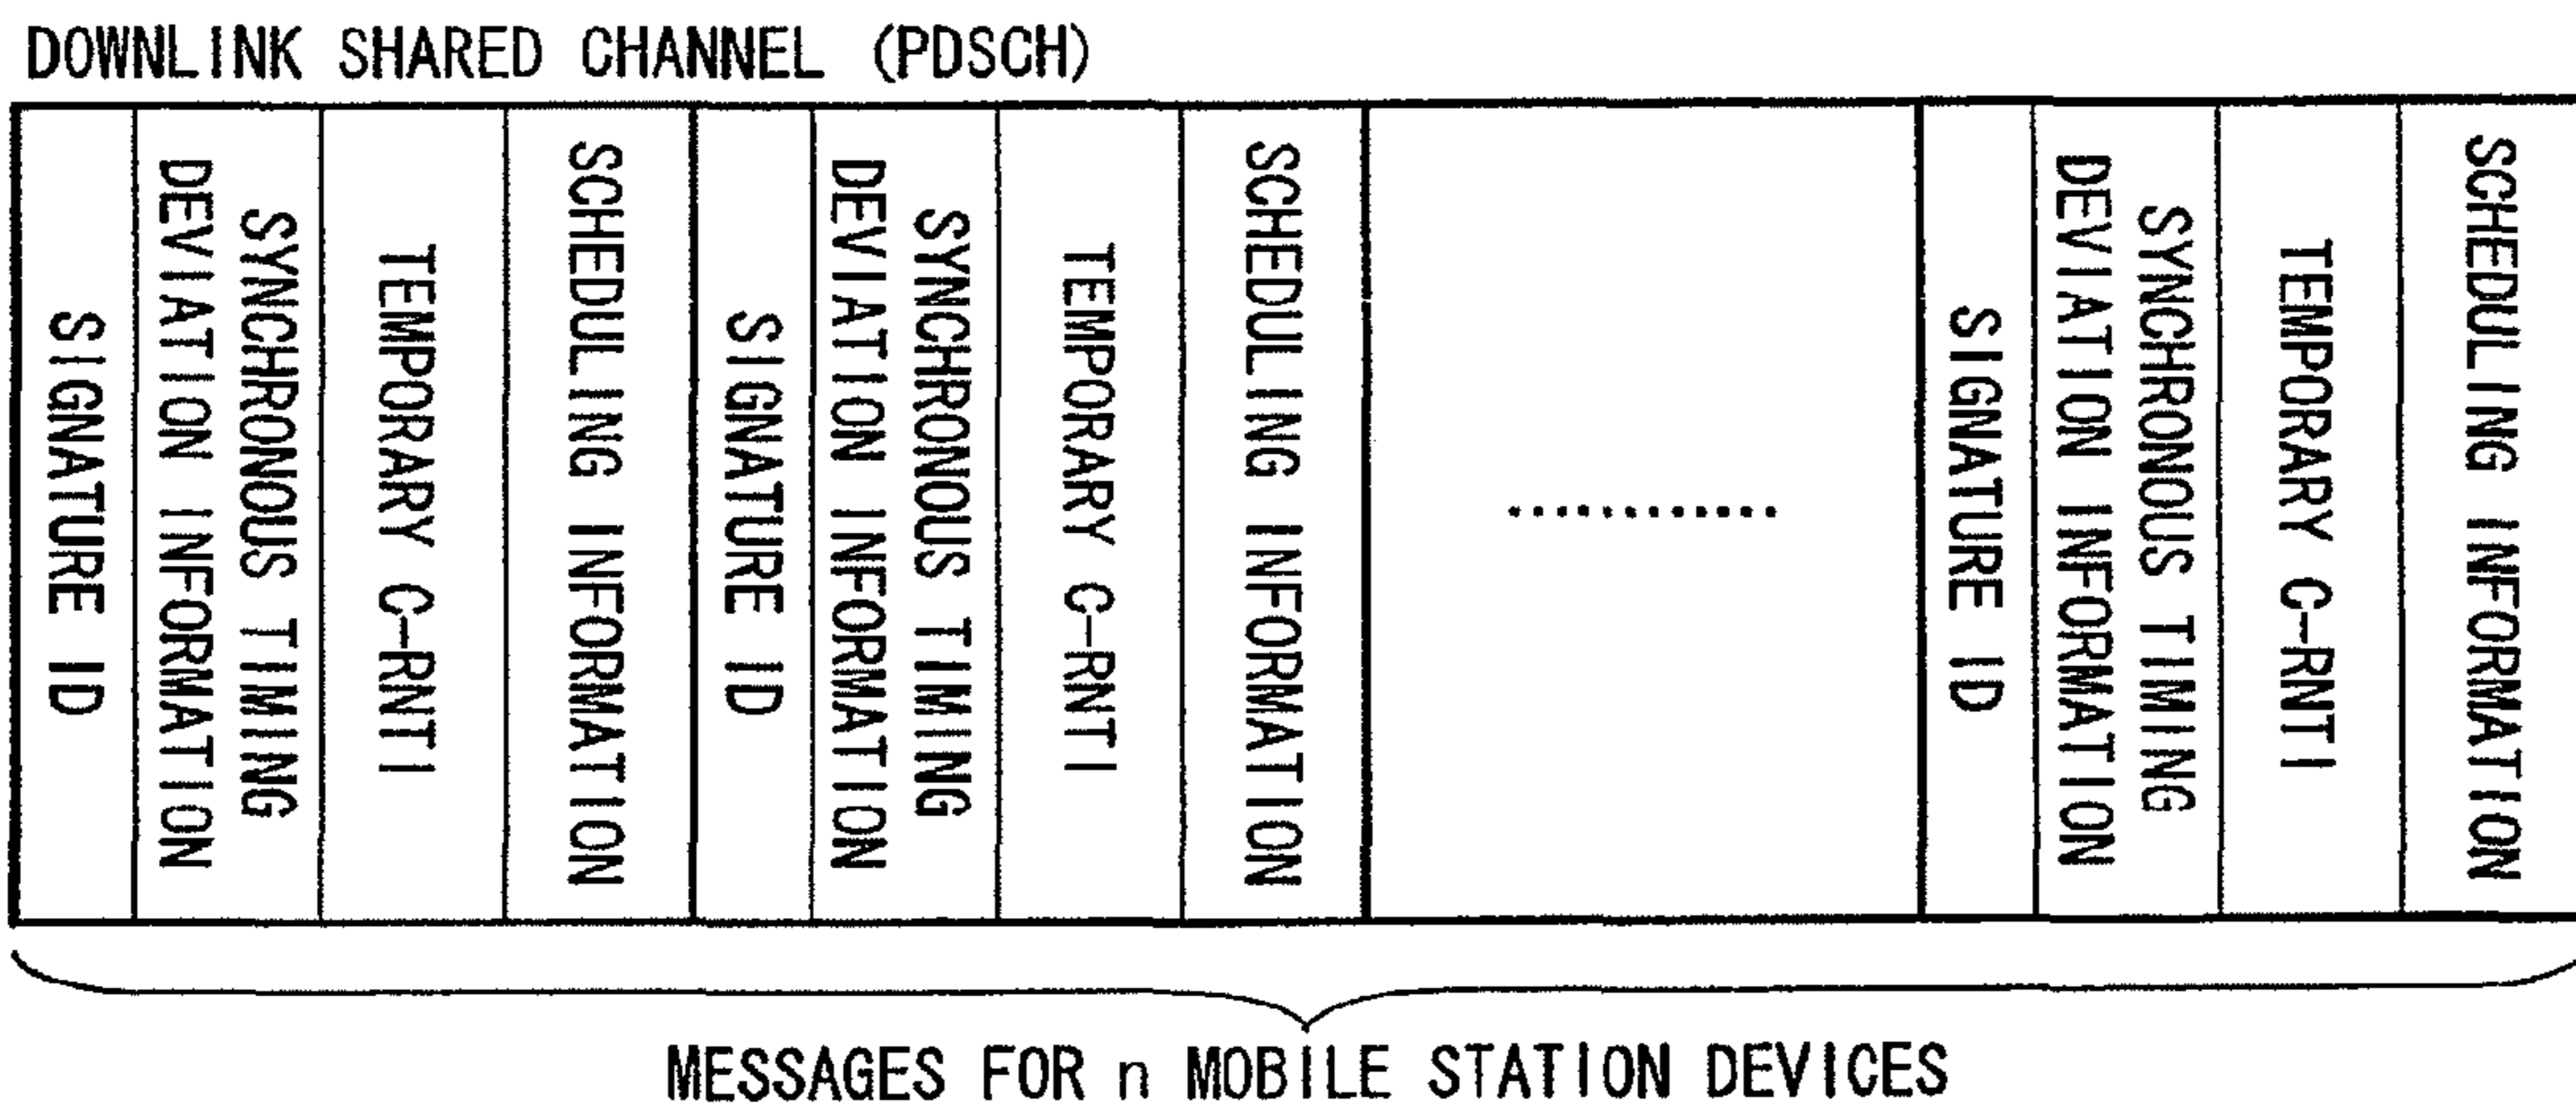 DOWNLINK SHARED CHANNEL (PDSCH)
SIGNATURE ID
SYNCHRONOUS TIMING
DEVIATION INFORMATION
TEMPORARY C-RNTI
SCHEDULING INFORMATION
SIGNATURE ID
SYNCHRONOUS TIMING
DEVIATION INFORMATION
TEMPORARY C-RNTI
SCHEDULING INFORMATION
............
SIGNATURE ID
SYNCHRONOUS TIMING
DEVIATION INFORMATION
TEMPORARY C-RNTI
SCHEDULING INFORMATION
MESSAGES FOR n MOBILE STATION DEVICES